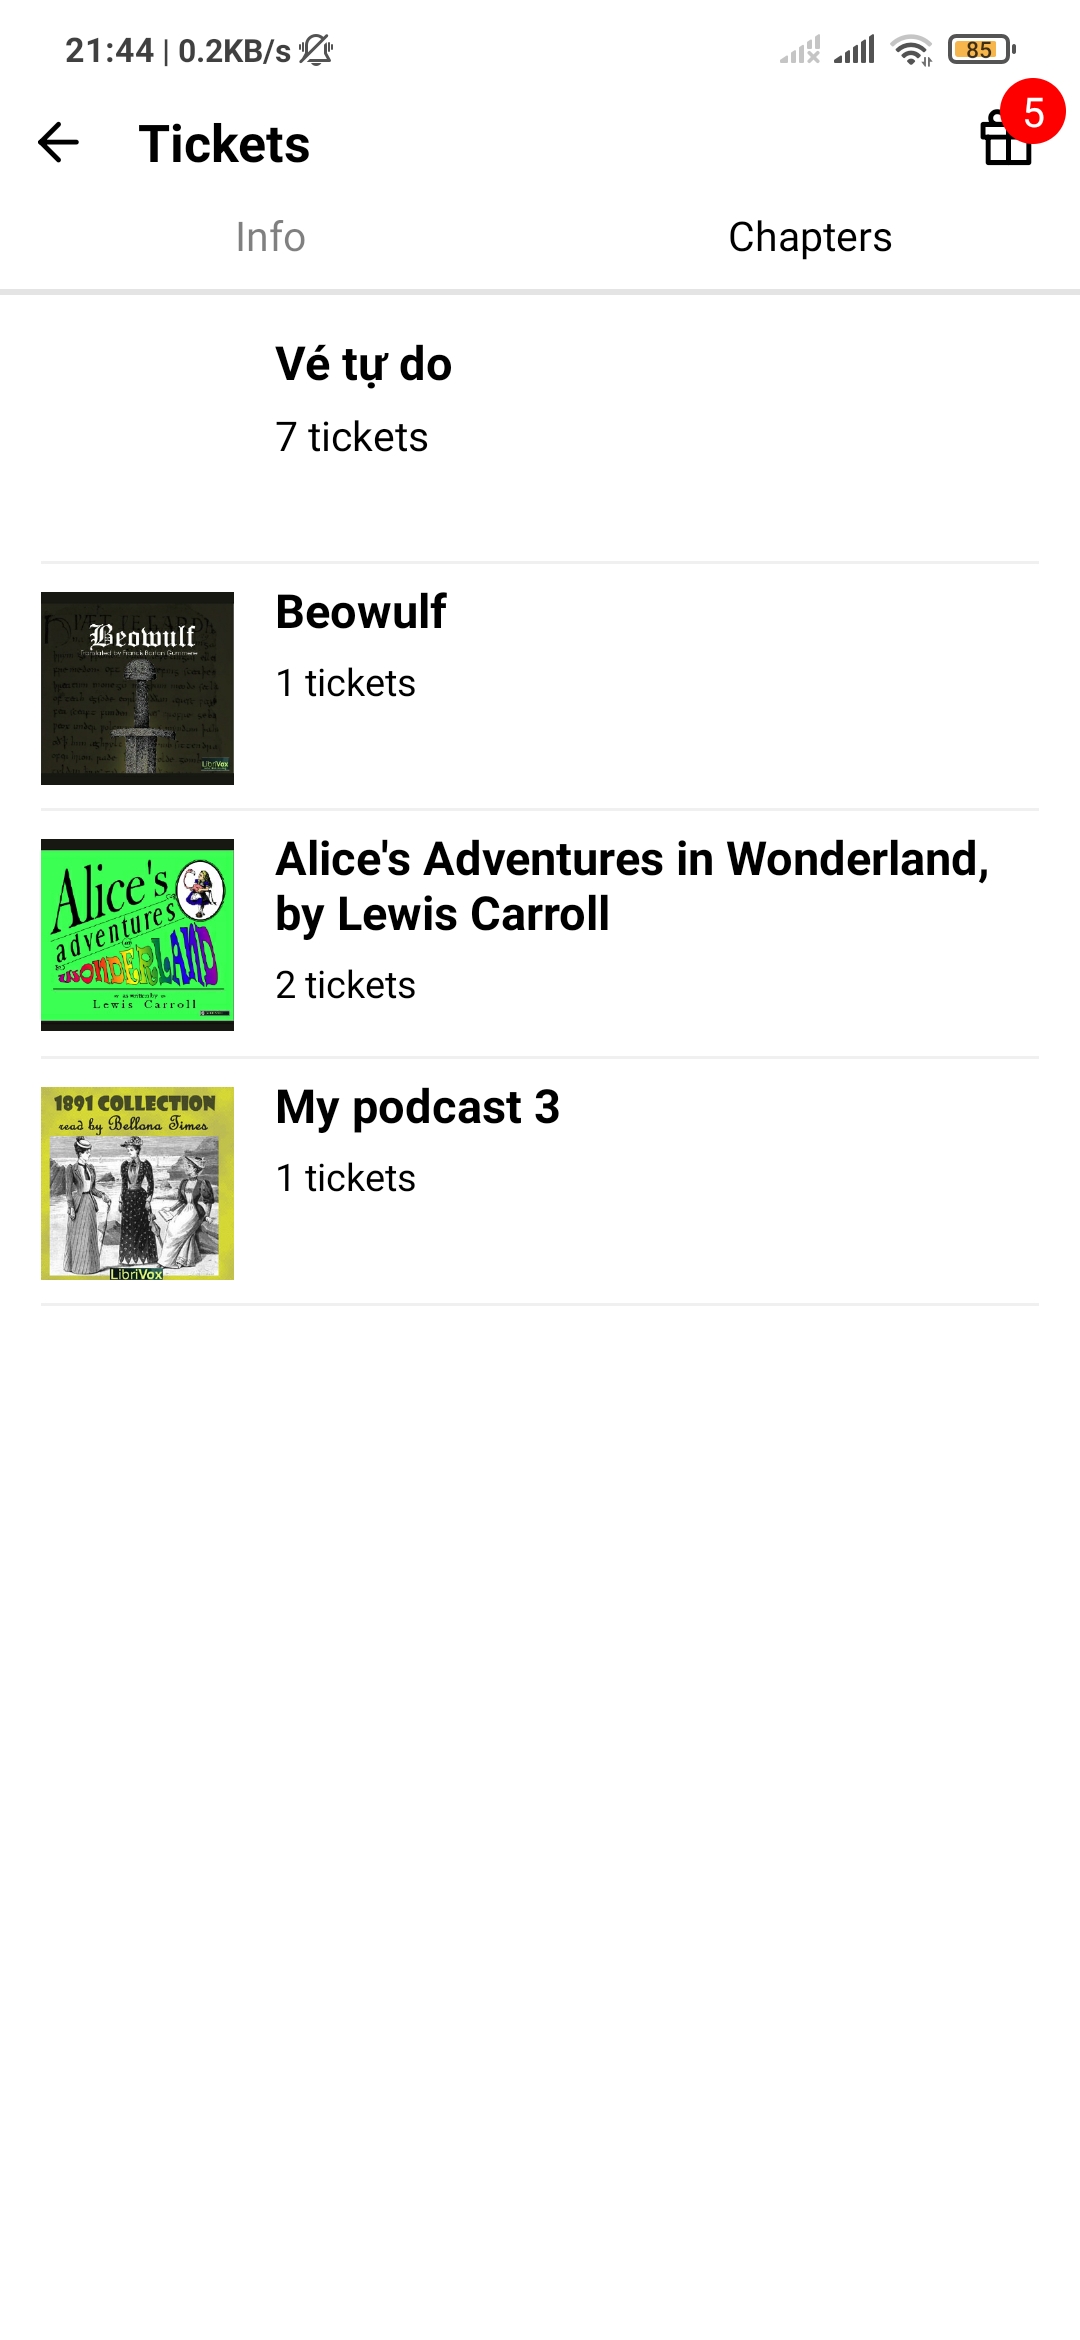 21:44 | 0.2KB/s
85
5
Tickets
Info
Chapters
Vé tự do
7 tickets
Beowulf
Translated by Francis Barton Gummere
LibriVox
Beowulf
1 tickets
Alice's
adventures
in
WONDERLAND
as written by
Lewis Carroll
Alice's Adventures in Wonderland,
by Lewis Carroll
2 tickets
1891 COLLECTION
read by Bellona Times
LibriVox
My podcast 3
1 tickets